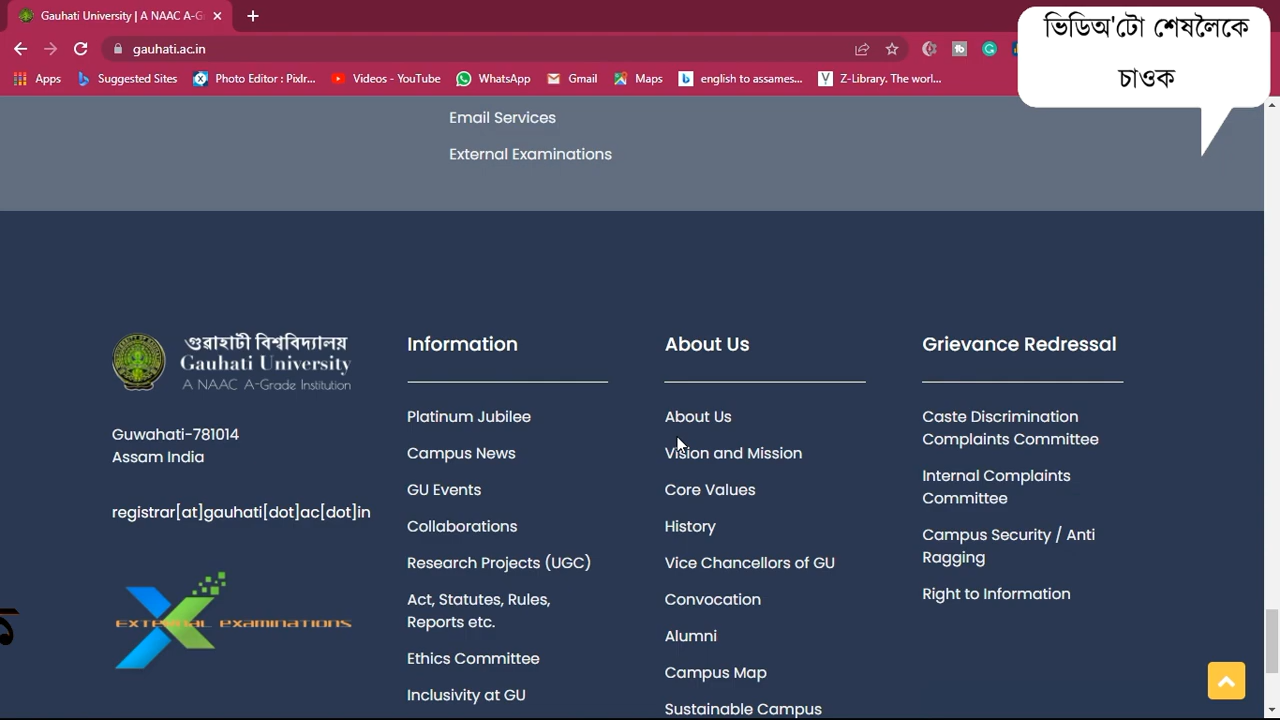 Gauhati University | A NAAC A-G
gauhati.ac.in
Apps
Suggested Sites
Photo Editor : Pidr...
Videos - YouTube
WhatsApp
Gmail
Maps
english to assames...
Z-Library. The worl...
ভিডিঅ'টো শেষলৈকে
চাওক
Email Services
External Examinations
গুৱাহাটী বিশ্ববিদ্যালয়
Gauhati University
A NAAC A-Grade Institution
Guwahati-781014
Assam India
registrar[at]gauhati[dot]ac[dot]in
EXTERNAL EXAMINATIONS
Information
Platinum Jubilee
Campus News
GU Events
Collaborations
Research Projects (UGC)
Act, Statutes, Rules,
Reports etc.
Ethics Committee
Inclusivity at GU
About Us
About Us
Vision and Mission
Core Values
History
Vice Chancellors of GU
Convocation
Alumni
Campus Map
Sustainable Campus
Grievance Redressal
Caste Discrimination
Complaints Committee
Internal Complaints
Committee
Campus Security / Anti
Ragging
Right to Information